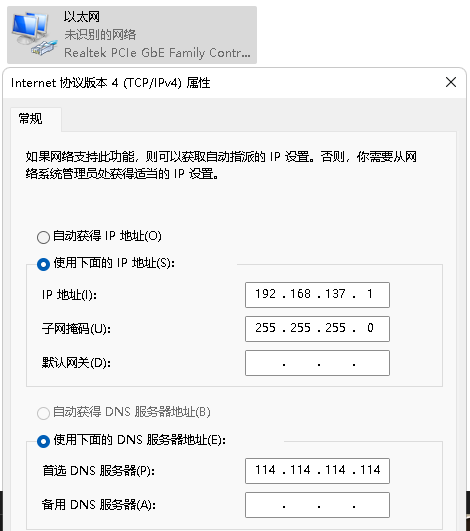 以太网
未识别的网络
Realtek PCIe GbE Family Contr...
Internet 协议版本 4 (TCP/IPv4) 属性
常规
如果网络支持此功能，则可以获取自动指派的 IP 设置。否则，你需要从网
络系统管理员处获得适当的 IP 设置。
自动获得 IP 地址(O)
使用下面的 IP 地址(S):
IP 地址(I):
192 . 168 . 137 . 1
子网掩码(U):
255 . 255 . 255 . 0
默认网关(D):
. . .
自动获得 DNS 服务器地址(B)
使用下面的 DNS 服务器地址(E):
首选 DNS 服务器(P):
114 . 114 . 114 . 114
备用 DNS 服务器(A):
. . .